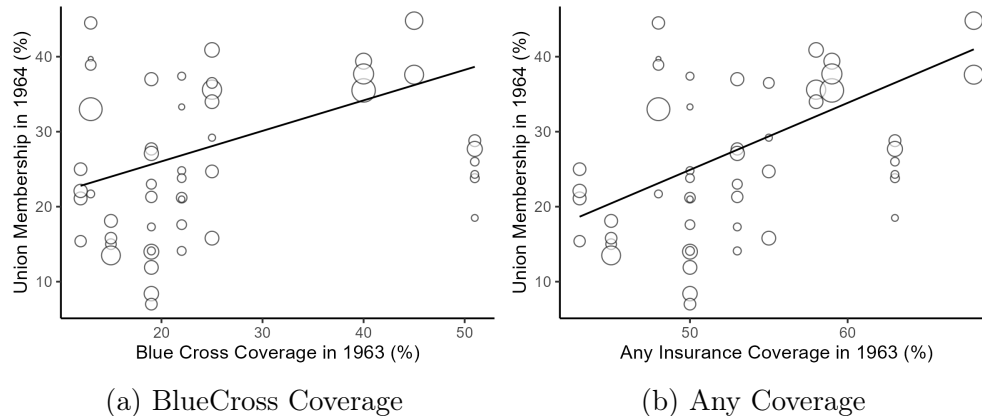 Union Membership in 1964 (%)
40
30
20
10
20
30
40
50
Blue Cross Coverage in 1963 (%)
(a) BlueCross Coverage
Union Membership in 1964 (%)
40
30
20
10
50
60
Any Insurance Coverage in 1963 (%)
(b) Any Coverage